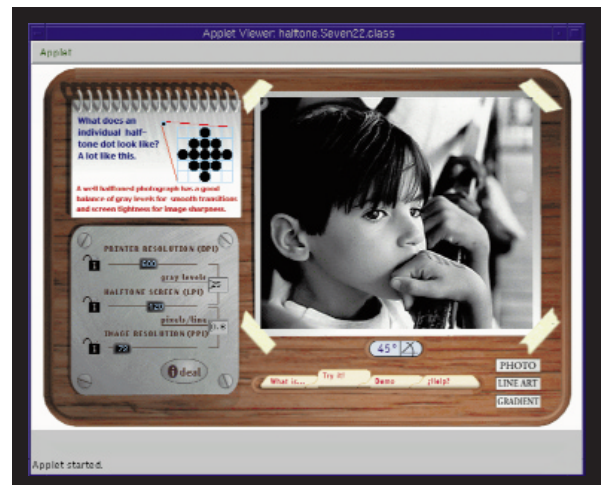 Applet Viewer: halftone.Seven22.class
Applet
What does an
individual half-
tone dot look like?
A lot like this.
A well halftoned photograph has a good
balance of gray levels for smooth transitions
and screen tightness for image sharpness.
PRINTER RESOLUTION (DPI)
600
gray levels
25
HALFTONE SCREEN (LPI)
120
pixels/line
IMAGE RESOLUTION (PPI)
72
ideal
45°
What is...
Try it!
Demo
¿Help?
PHOTO
LINE ART
GRADIENT
Applet started.